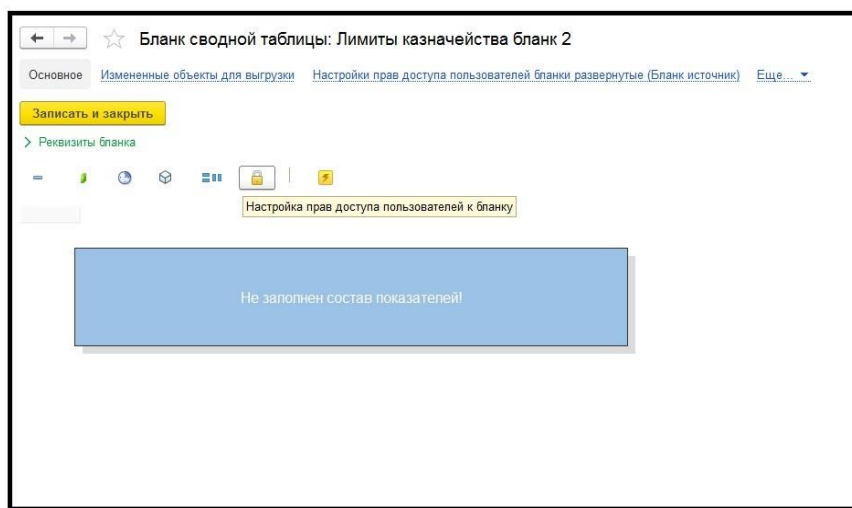 Бланк сводной таблицы: Лимиты казначейства бланк 2
Основное Измененные объекты для выгрузки Настройки прав доступа пользователей бланки развернутые (Бланк источник) Еще...
Записать и закрыть
Реквизиты бланка
Настройка прав доступа пользователей к бланку
Не заполнен состав показателей!